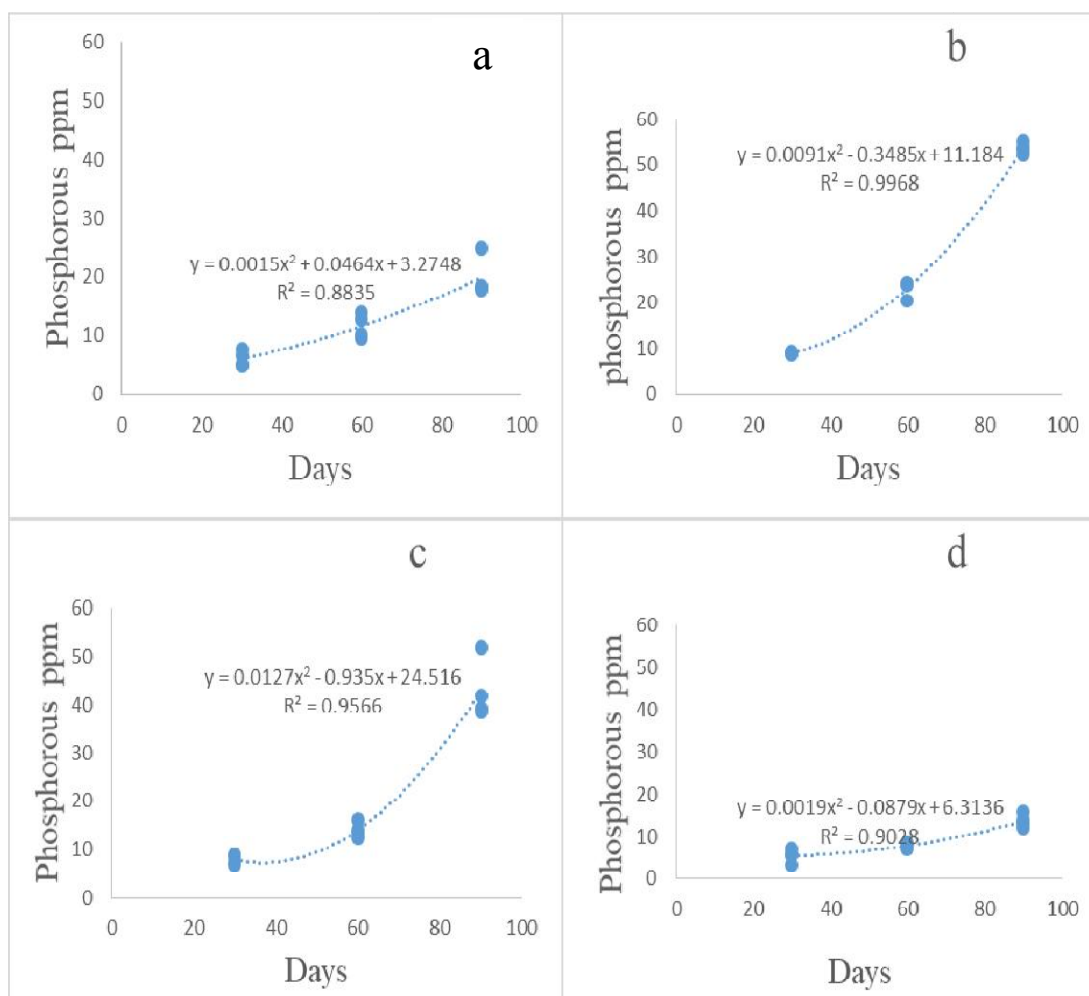 a
Phosphorous ppm
60
50
40
30
20
10
0
y = 0.0015x² + 0.0464x + 3.2748
R² = 0.8835
0 20 40 60 80 100
Days
b
phosphorous ppm
60
50
40
30
20
10
0
y = 0.0091x² - 0.3485x + 11.184
R² = 0.9968
0 20 40 60 80 100
Days
c
Phosphorous ppm
60
50
40
30
20
10
0
y = 0.0127x² - 0.935x + 24.516
R² = 0.9566
0 20 40 60 80 100
Days
d
Phosphorous ppm
60
50
40
30
20
10
0
y = 0.0019x² - 0.0879x + 6.3136
R² = 0.9028
0 20 40 60 80 100
Days